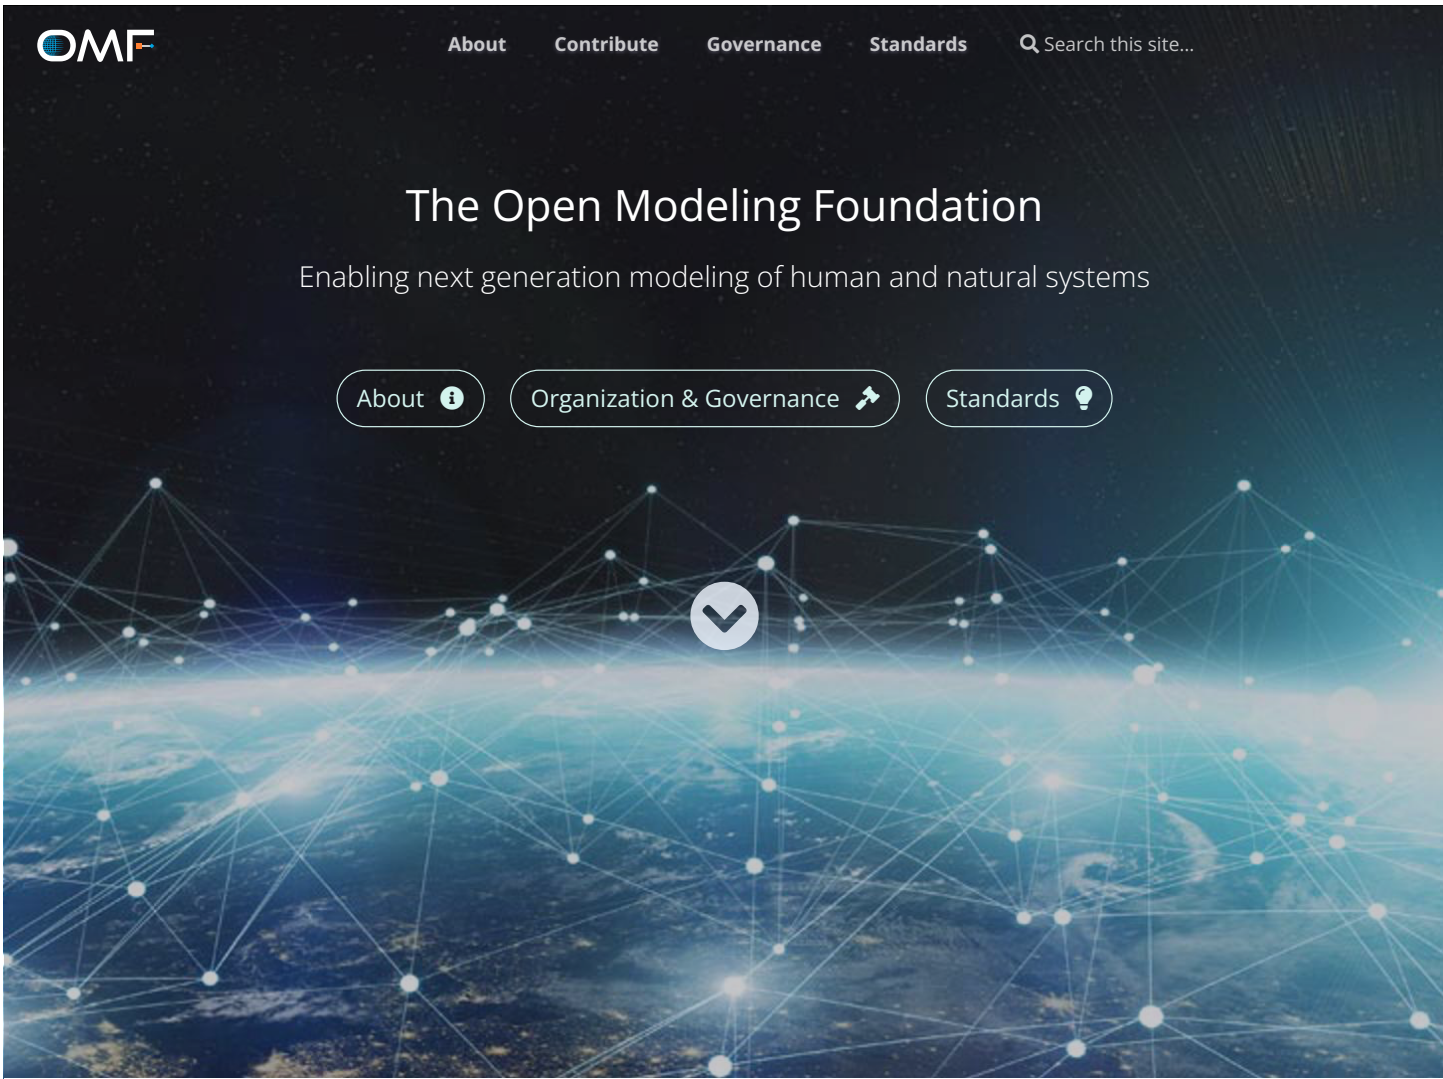 OMF
About Contribute Governance Standards Search this site...
The Open Modeling Foundation
Enabling next generation modeling of human and natural systems
About Organization & Governance Standards